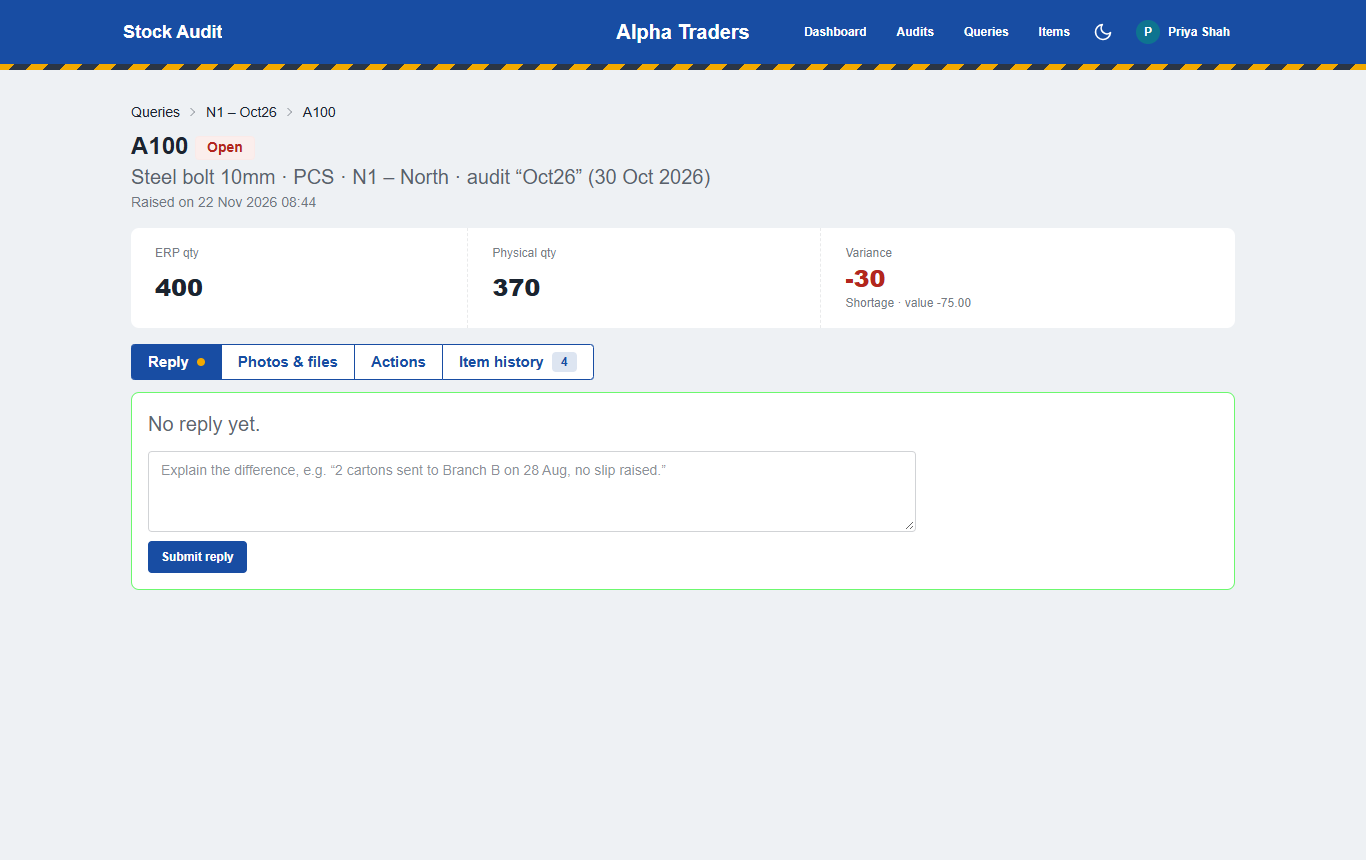 Stock Audit
Alpha Traders
Dashboard
Audits
Queries
Items
P
Priya Shah
Queries
N1 – Oct26
A100
A100
Open
Steel bolt 10mm · PCS · N1 – North · audit “Oct26” (30 Oct 2026)
Raised on 22 Nov 2026 08:44
ERP qty
400
Physical qty
370
Variance
-30
Shortage · value -75.00
Reply
Photos & files
Actions
Item history
4
No reply yet.
Explain the difference, e.g. “2 cartons sent to Branch B on 28 Aug, no slip raised.”
Submit reply